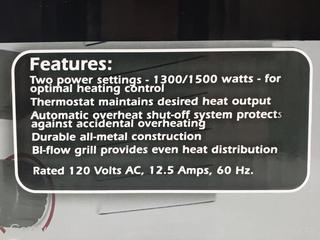 Features:
Two power settings - 1300/1500 watts - for
optimal heating control
Thermostat maintains desired heat output
Automatic overheat shut-off system protects
against accidental overheating
Durable all-metal construction
Bi-flow grill provides even heat distribution
Rated 120 Volts AC, 12.5 Amps, 60 Hz.